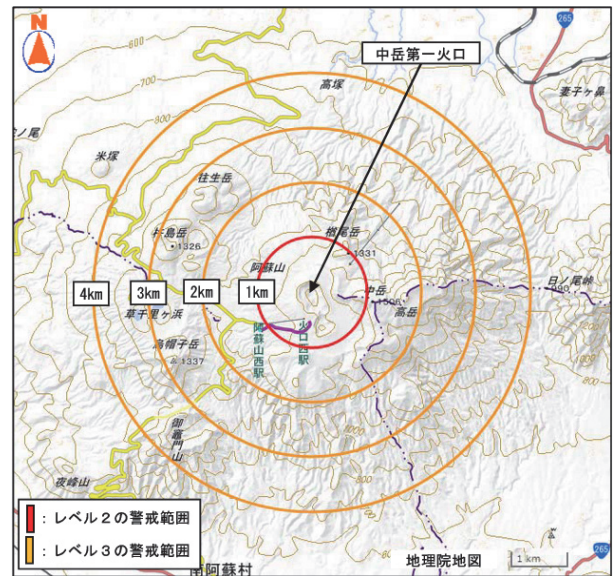 N
中岳第一火口
265
妻子ヶ鼻
600
700
800
高塚
米塚
往生岳
杵島岳
1326
楢尾岳
1331
阿蘇山
4km
3km
2km
1km
中岳
1506
高岳
日ノ尾峠
草千里ヶ浜
烏帽子岳
1337
阿蘇山西駅
火口西駅
御竈門山
夜峰山
：レベル２の警戒範囲
：レベル３の警戒範囲
南阿蘇村
地理院地図
1 km
265